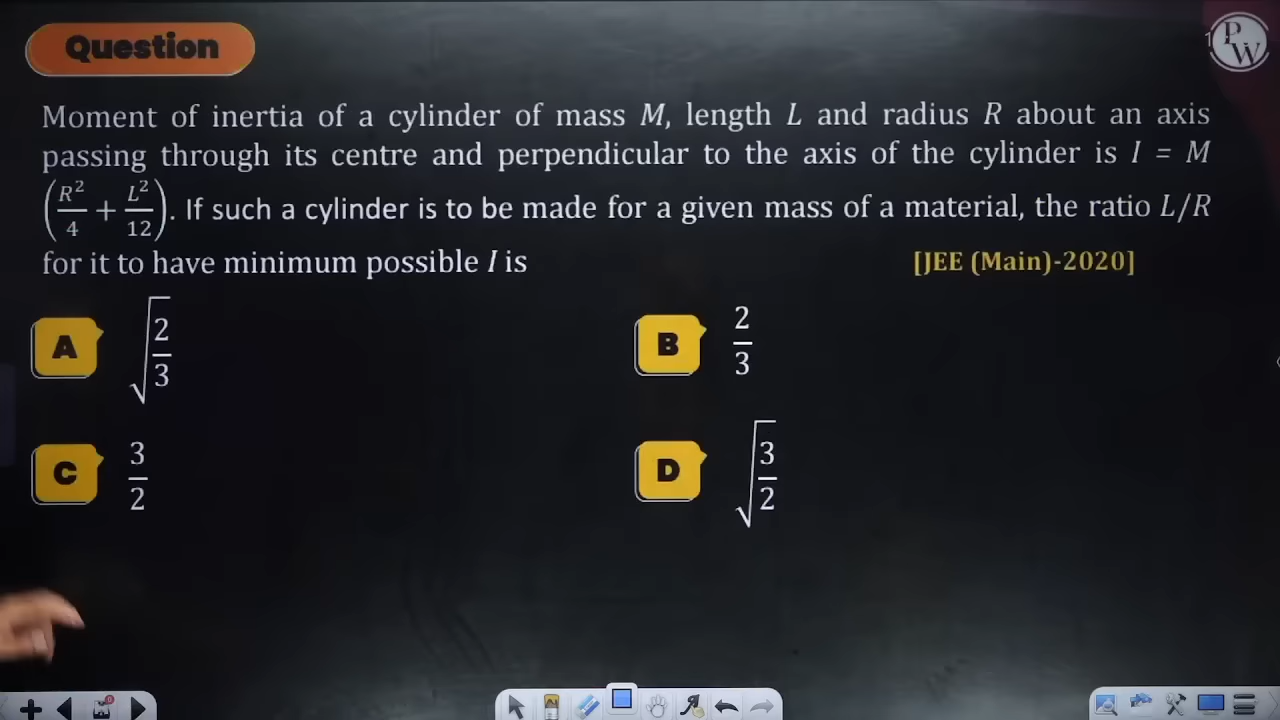 Question
PW
Moment of inertia of a cylinder of mass M, length L and radius R about an axis
passing through its centre and perpendicular to the axis of the cylinder is I = M
(R²/4 + L²/12). If such a cylinder is to be made for a given mass of a material, the ratio L/R
for it to have minimum possible I is
[JEE (Main)-2020]
A √(2/3)
B 2/3
C 3/2
D √(3/2)